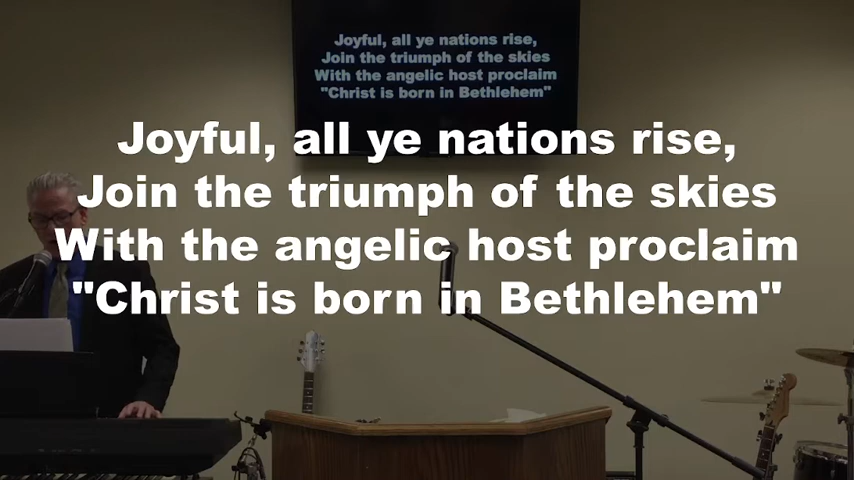 Joyful, all ye nations rise,
Join the triumph of the skies
With the angelic host proclaim
"Christ is born in Bethlehem"
Joyful, all ye nations rise,
Join the triumph of the skies
With the angelic host proclaim
"Christ is born in Bethlehem"